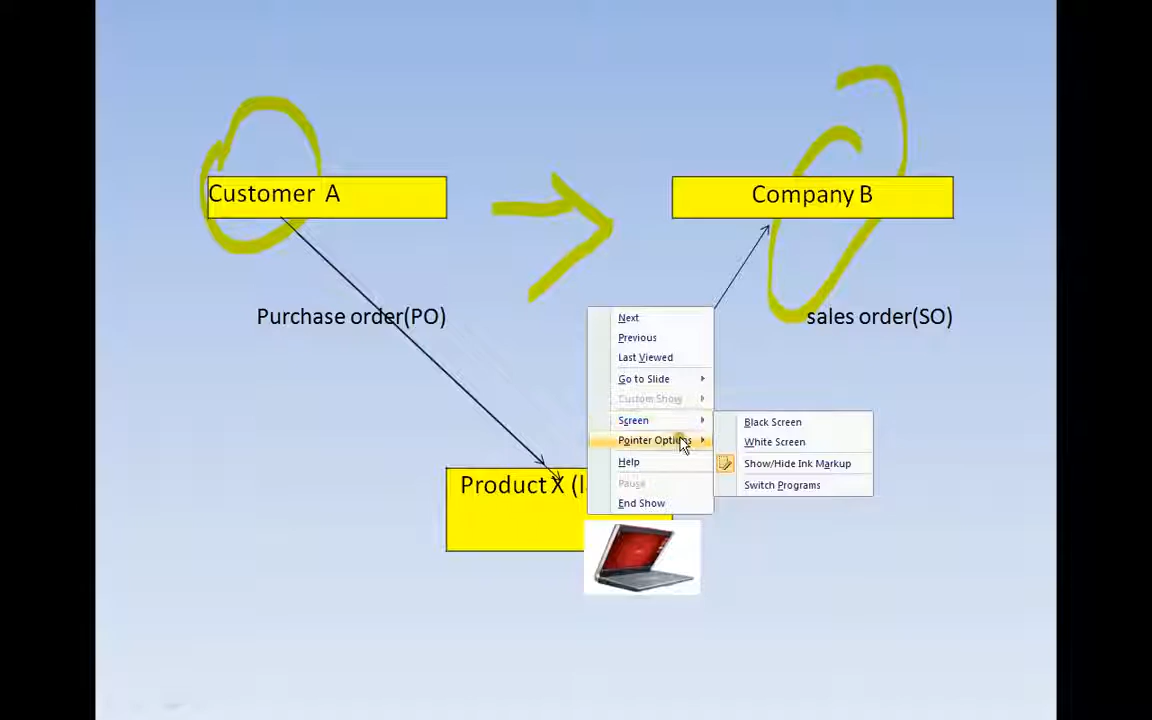 Customer A
Company B
Purchase order(PO)
sales order(SO)
Product X (l
Next
Previous
Last Viewed
Go to Slide
Custom Show
Screen
Pointer Options
Help
Pause
End Show
Black Screen
White Screen
Show/Hide Ink Markup
Switch Programs